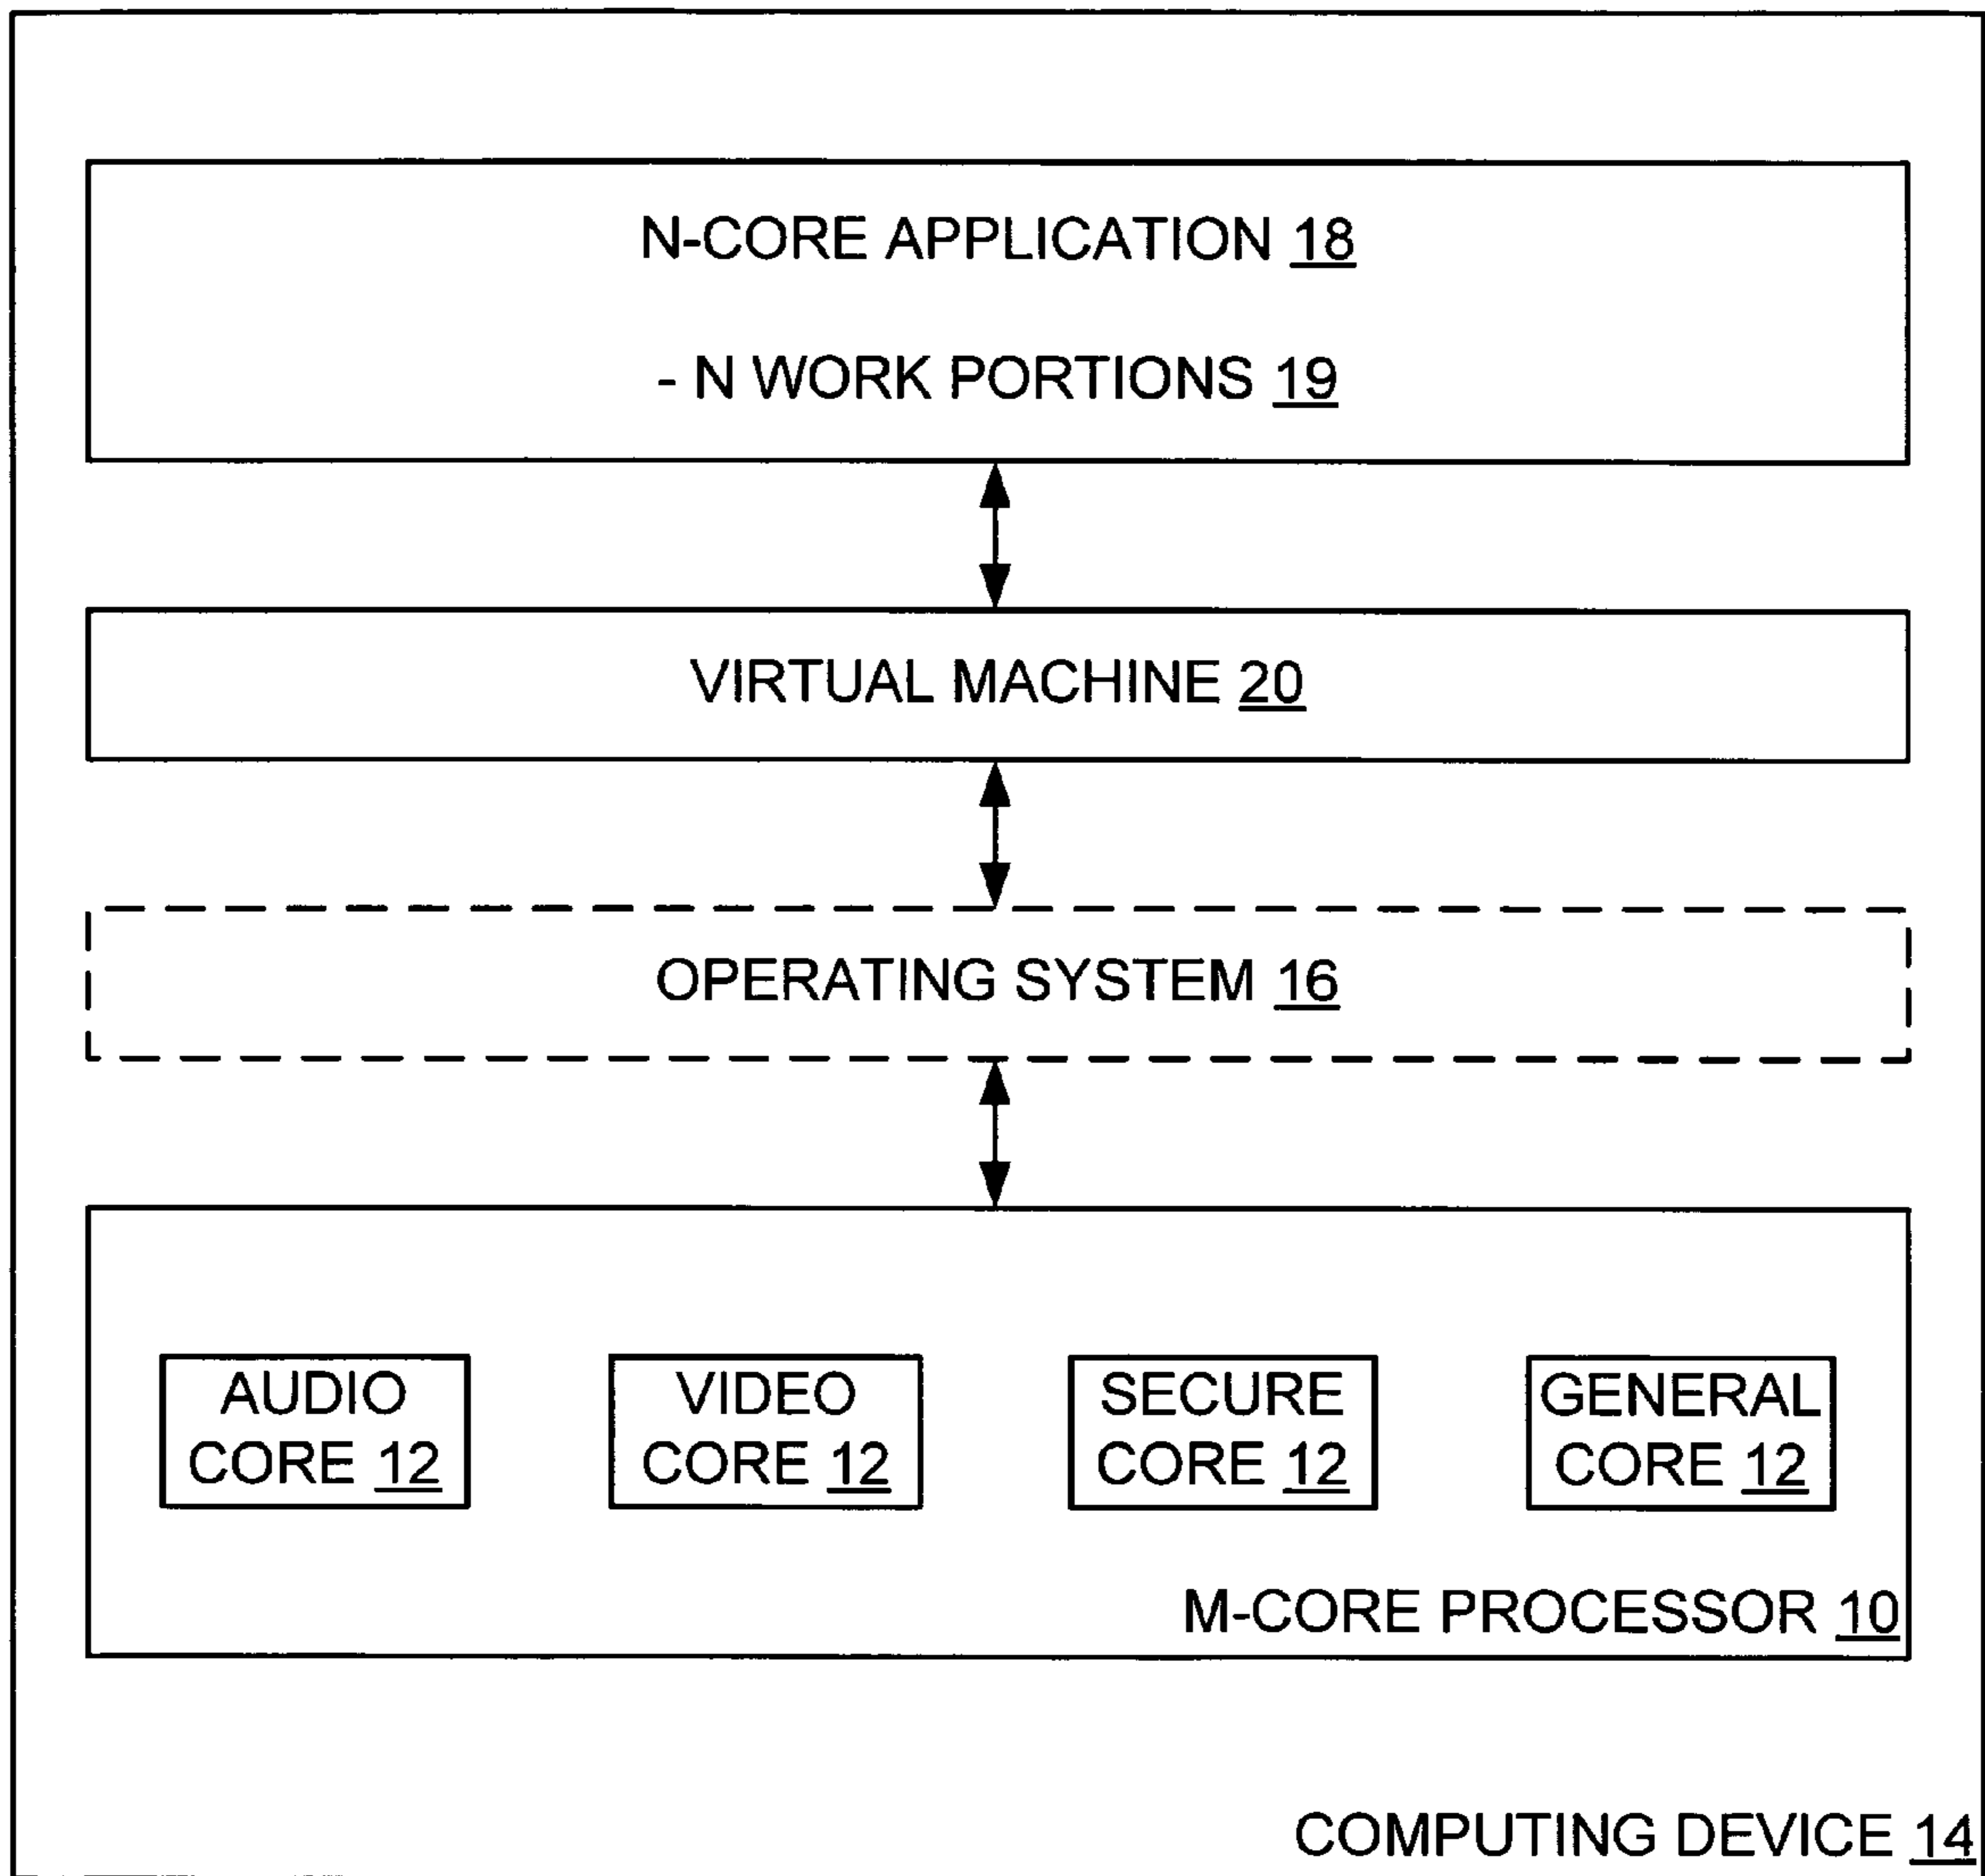 N-CORE APPLICATION 18
- N WORK PORTIONS 19
VIRTUAL MACHINE 20
OPERATING SYSTEM 16
AUDIO
CORE 12
VIDEO
CORE 12
SECURE
CORE 12
GENERAL
CORE 12
M-CORE PROCESSOR 10
COMPUTING DEVICE 14